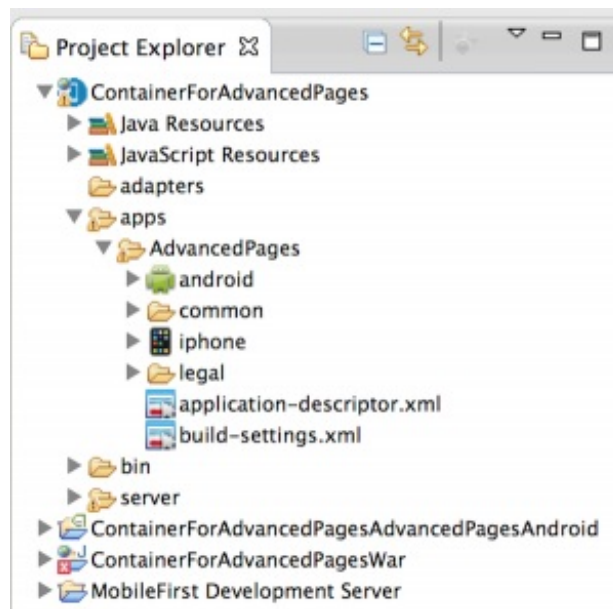 Project Explorer
ContainerForAdvancedPages
Java Resources
JavaScript Resources
adapters
apps
AdvancedPages
android
common
iphone
legal
application-descriptor.xml
build-settings.xml
bin
server
ContainerForAdvancedPagesAdvancedPagesAndroid
ContainerForAdvancedPagesWar
MobileFirst Development Server